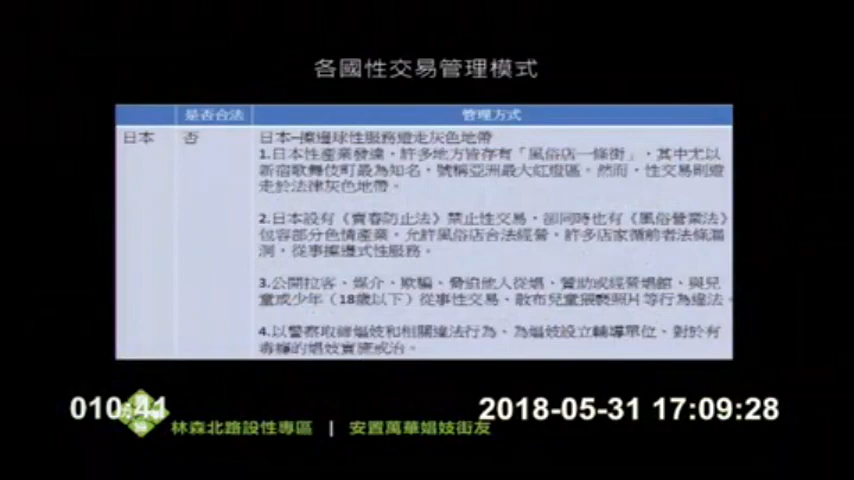 各國性交易管理模式
是否合法 管理方式
日本 否 日本–擦邊球性服務遊走灰色地帶
1.日本性產業發達，許多地方皆存有「風俗店一條街」，其中尤以
新宿歌舞伎町最為知名，號稱亞洲最大紅燈區。然而，性交易則遊
走於法律灰色地帶。
2.日本設有《賣春防止法》禁止性交易，卻同時也有《風俗營業法》
包容部分色情產業，允許風俗店合法經營，許多店家循前者法條漏
洞，從事擦邊式性服務。
3.公開拉客、媒介、欺騙、脅迫他人從娼、贊助或經營娼館、與兒
童或少年（18歲以下）從事性交易、散布兒童猥褻照片等行為違法。
4.以警察取締娼妓和相關違法行為、為娼妓設立輔導單位、對於有
毒癮的娼妓實施戒治。
010:41
2018-05-31 17:09:28
林森北路設性專區 | 安置萬華娼妓街友